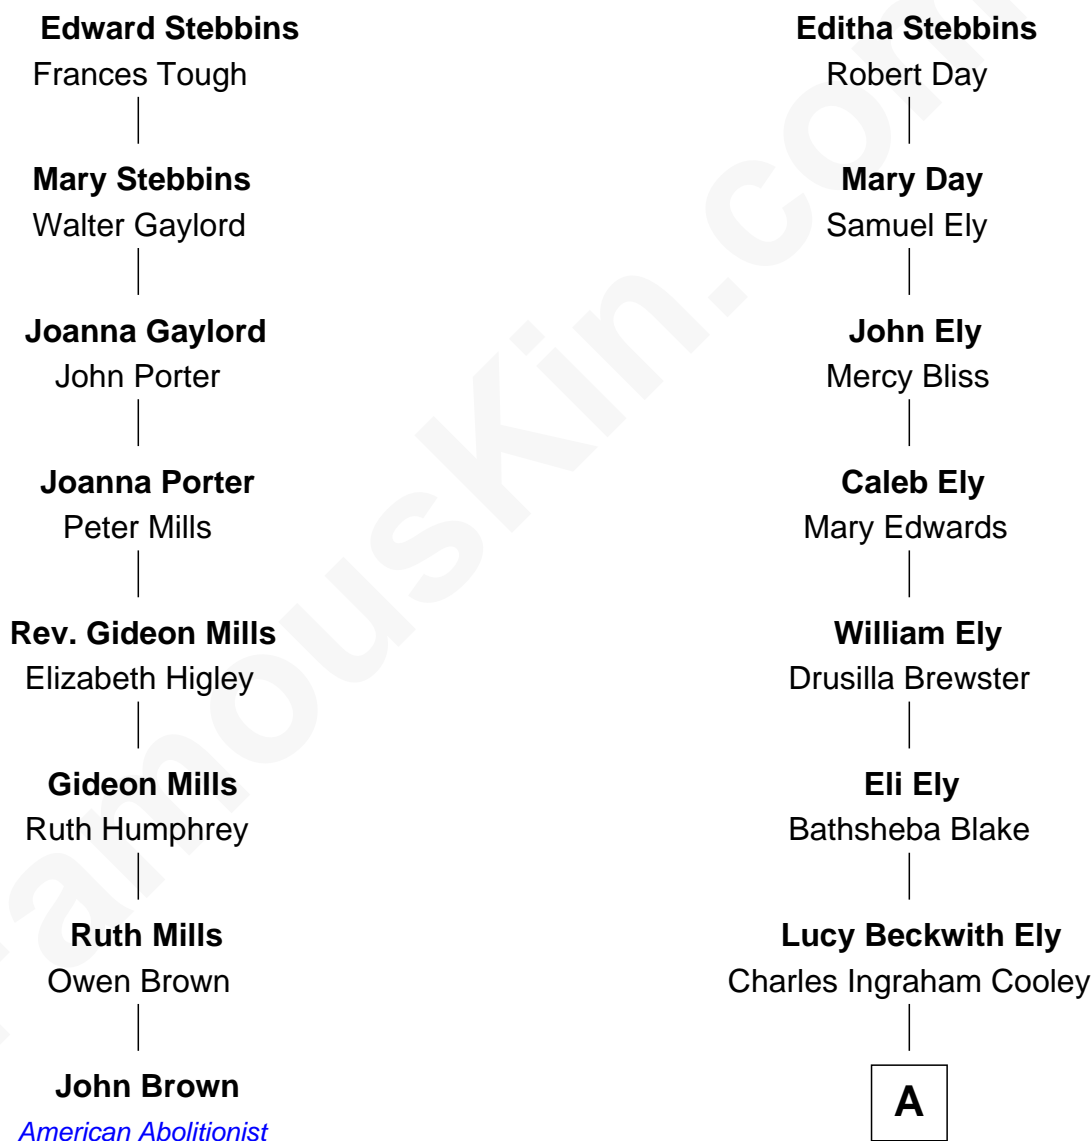 Edward Stebbins
Frances Tough
Mary Stebbins
Walter Gaylord
Joanna Gaylord
John Porter
Joanna Porter
Peter Mills
Rev. Gideon Mills
Elizabeth Higley
Gideon Mills
Ruth Humphrey
Ruth Mills
Owen Brown
John Brown
American Abolitionist
Editha Stebbins
Robert Day
Mary Day
Samuel Ely
John Ely
Mercy Bliss
Caleb Ely
Mary Edwards
William Ely
Drusilla Brewster
Eli Ely
Bathsheba Blake
Lucy Beckwith Ely
Charles Ingraham Cooley
A
FamousKin.com